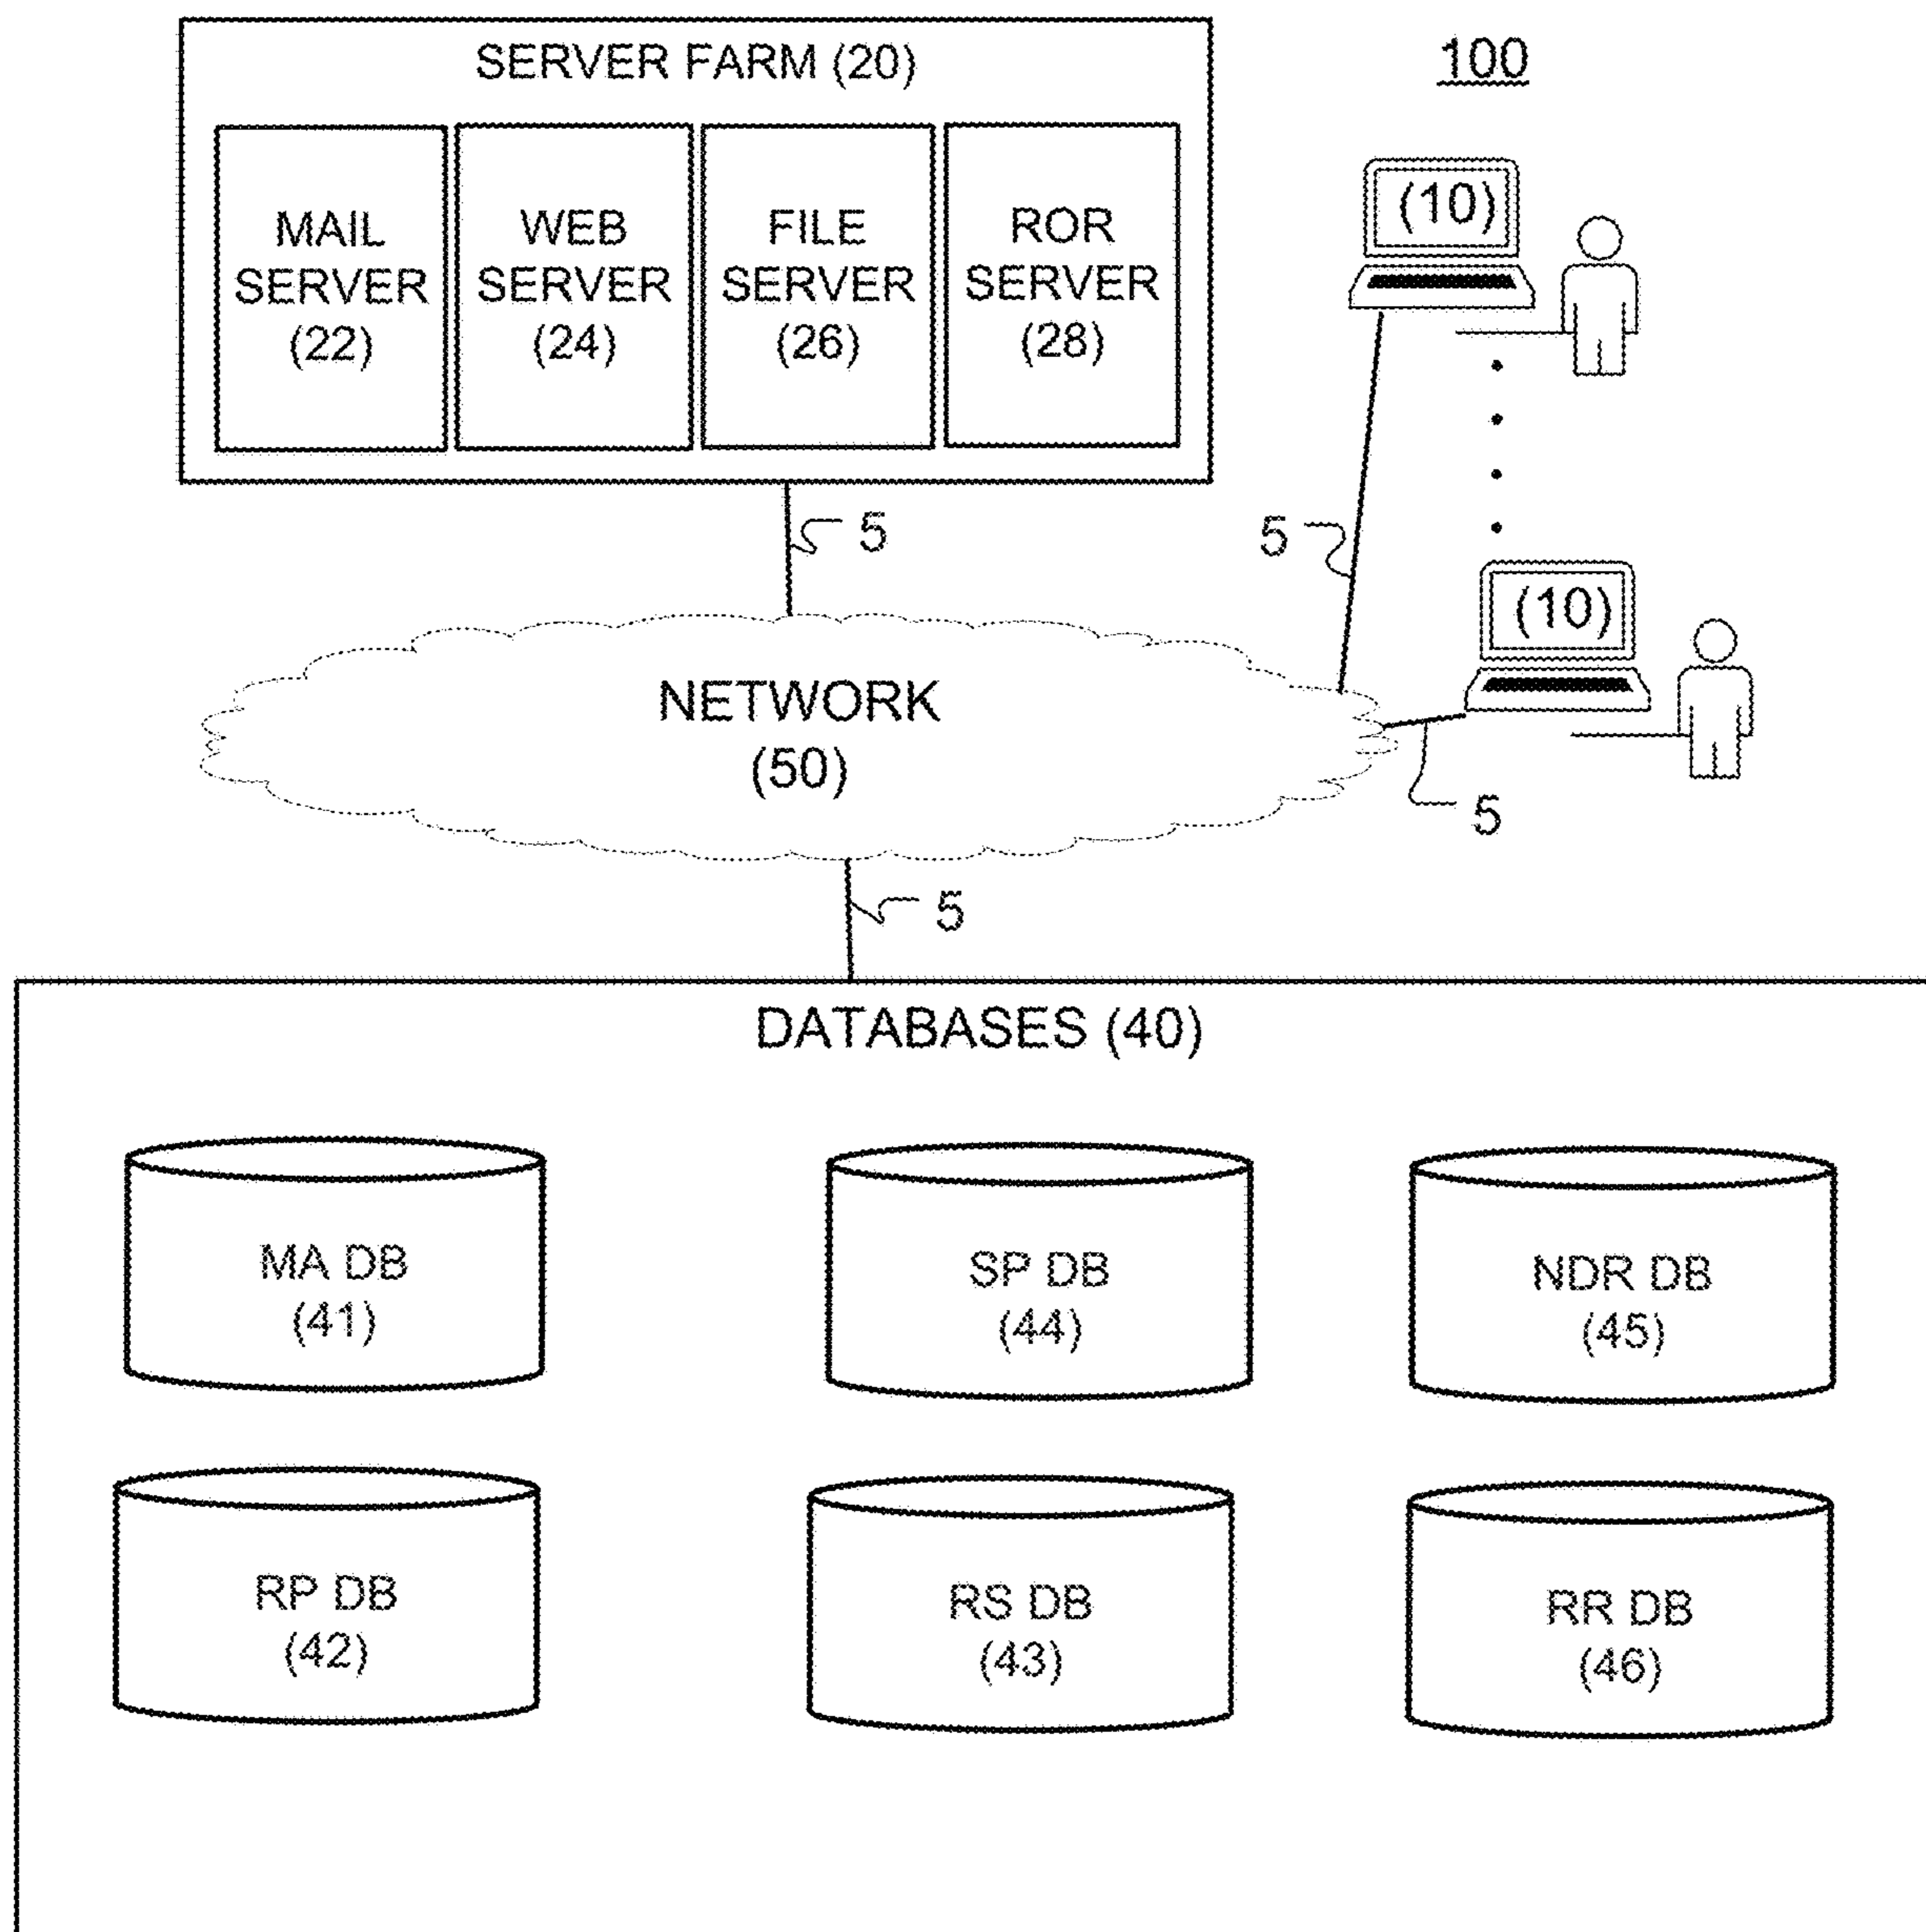 SERVER FARM (20)
100
MAIL
SERVER
(22)
WEB
SERVER
(24)
FILE
SERVER
(26)
ROR
SERVER
(28)
(10)
5
5
(10)
NETWORK
(50)
5
5
DATABASES (40)
MA DB
(41)
SP DB
(44)
NDR DB
(45)
RP DB
(42)
RS DB
(43)
RR DB
(46)